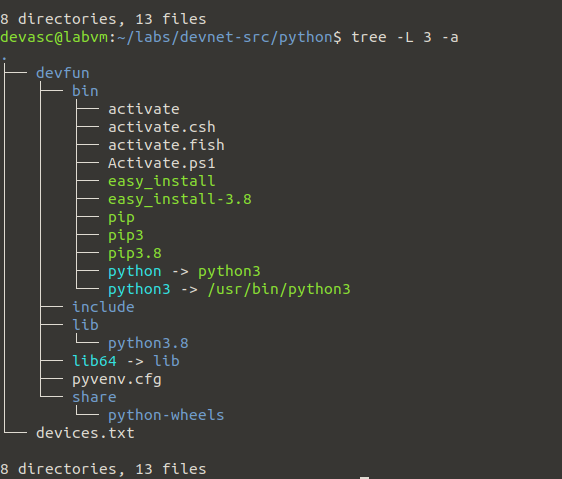 8 directories, 13 files
devasc@labvm:~/labs/devnet-src/python$ tree -L 3 -a
.
├── devfun
│   ├── bin
│   │   ├── activate
│   │   ├── activate.csh
│   │   ├── activate.fish
│   │   ├── Activate.ps1
│   │   ├── easy_install
│   │   ├── easy_install-3.8
│   │   ├── pip
│   │   ├── pip3
│   │   ├── pip3.8
│   │   ├── python -> python3
│   │   └── python3 -> /usr/bin/python3
│   ├── include
│   ├── lib
│   │   └── python3.8
│   ├── lib64 -> lib
│   ├── pyvenv.cfg
│   └── share
│       └── python-wheels
└── devices.txt
8 directories, 13 files